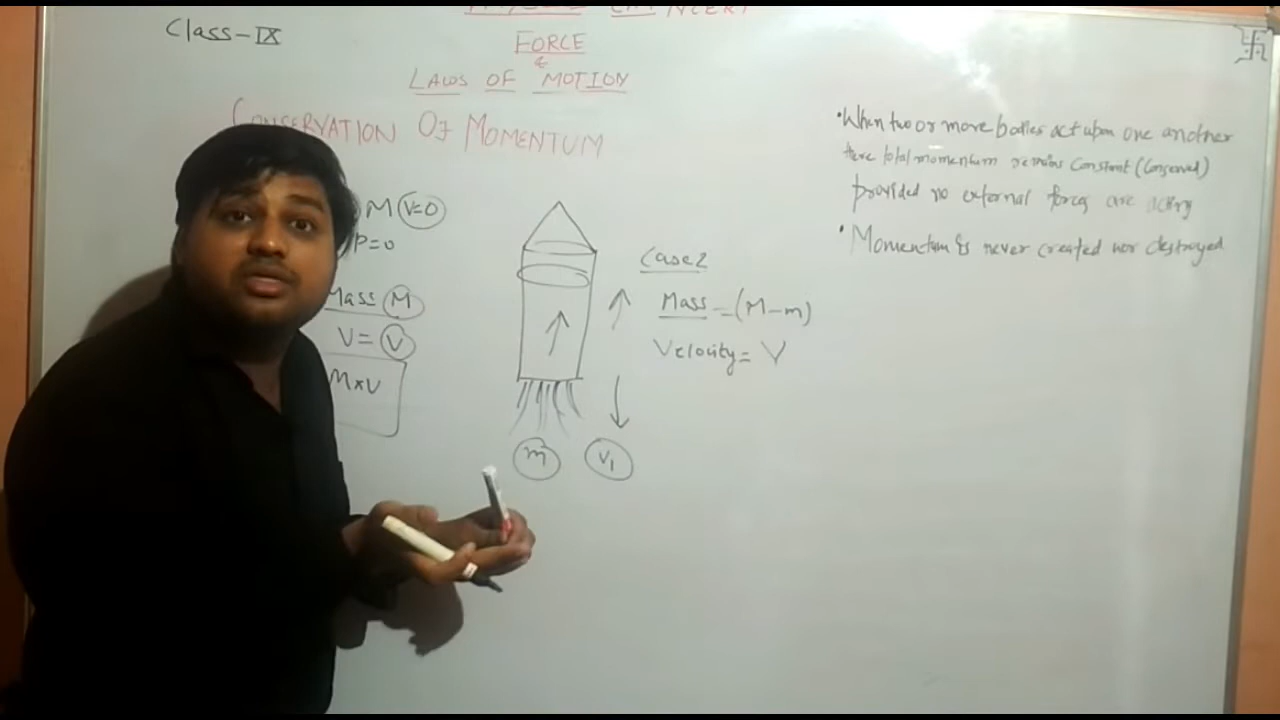 NCERT
Class-IX
FORCE
&
LAWS OF MOTION
CONSERVATION OF MOMENTUM
M V=0
P=0
Mass M
V= V
M×V
m V1
Case2
Mass =(M-m)
Velocity= V
•When two or more bodies act upon one another
there total momentum remains Constant (Conserved)
provided no external forces are acting
•Momentum is never created nor destroyed